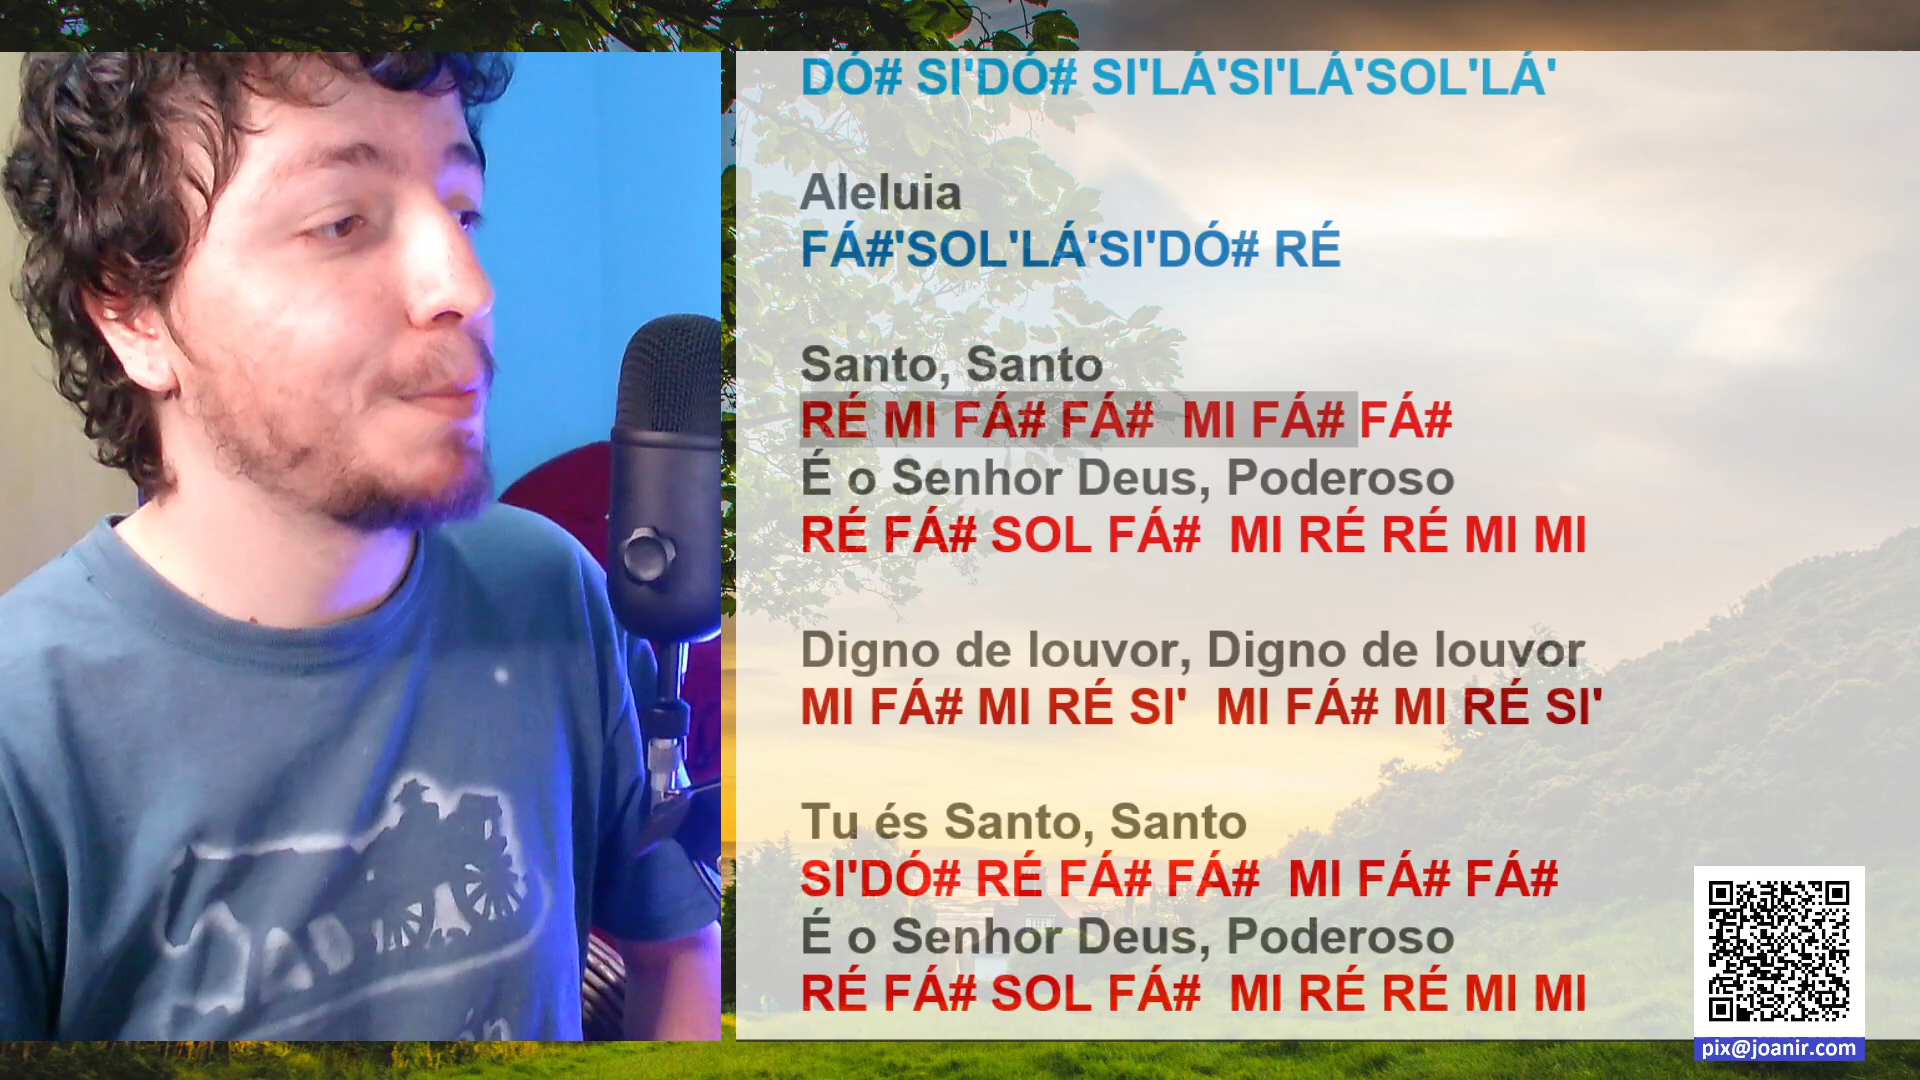 DÓ# SI'DÓ# SI'LÁ'SI'LÁ'SOL'LÁ'
Aleluia
FÁ#'SOL'LÁ'SI'DÓ# RÉ
Santo, Santo
RÉ MI FÁ# FÁ#  MI FÁ# FÁ#
É o Senhor Deus, Poderoso
RÉ FÁ# SOL FÁ#  MI RÉ RÉ MI MI
Digno de louvor, Digno de louvor
MI FÁ# MI RÉ SI'  MI FÁ# MI RÉ SI'
Tu és Santo, Santo
SI'DÓ# RÉ FÁ# FÁ#  MI FÁ# FÁ#
É o Senhor Deus, Poderoso
RÉ FÁ# SOL FÁ#  MI RÉ RÉ MI MI
pix@joanir.com